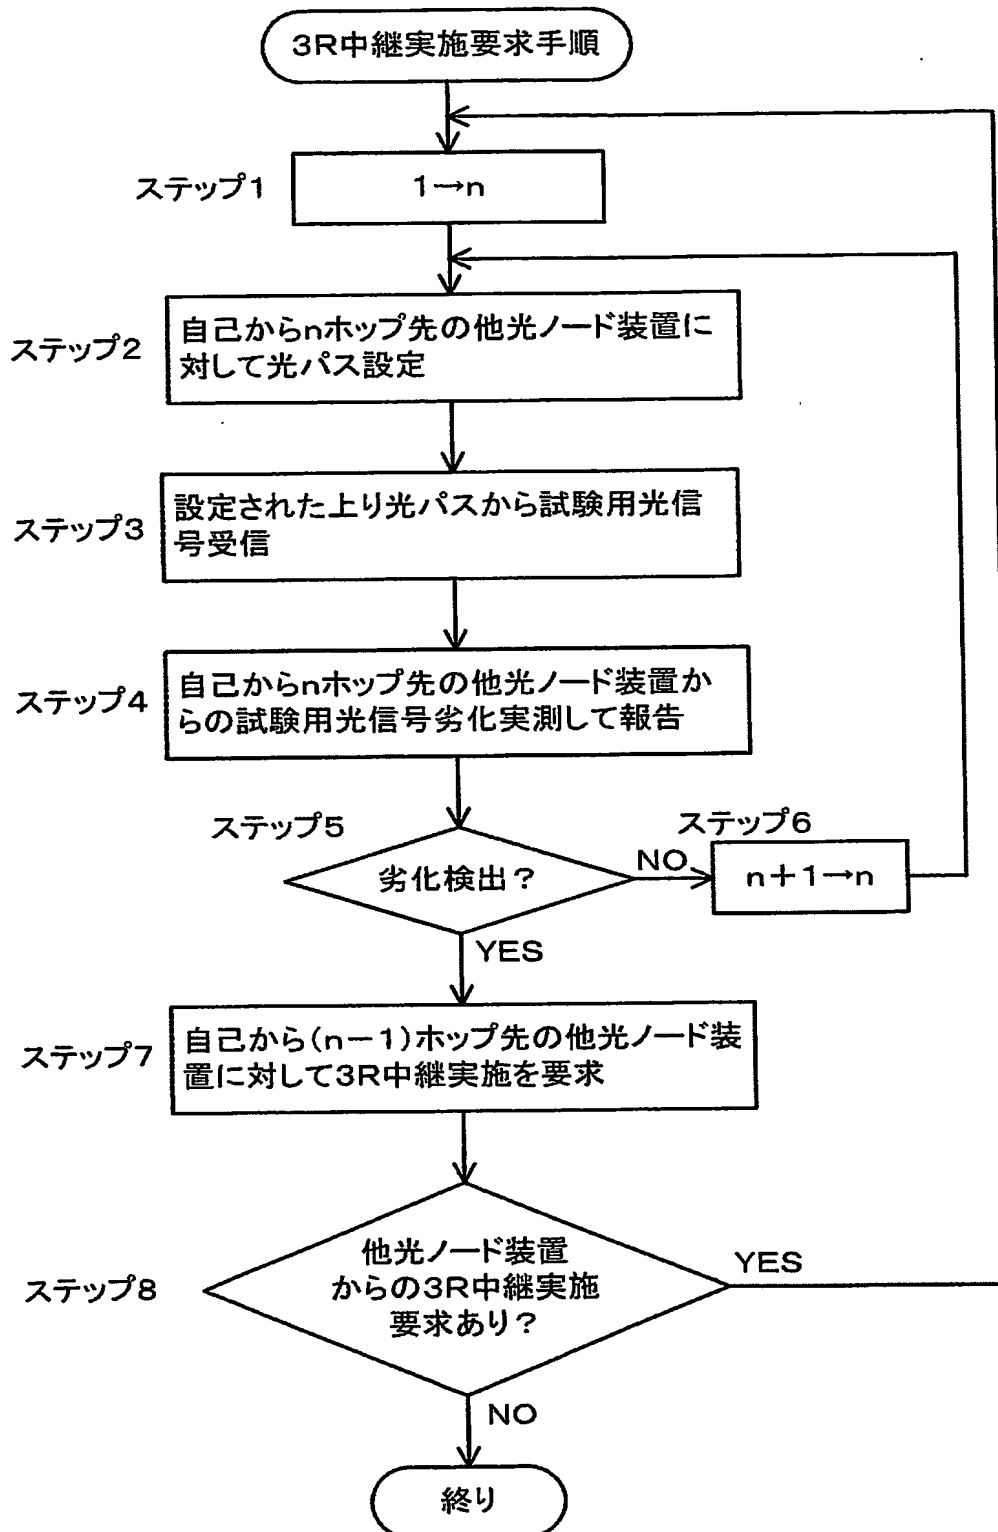 3R中継実施要求手順
ステップ1
1→n
ステップ2
自己からnホップ先の他光ノード装置に
対して光パス設定
ステップ3
設定された上り光パスから試験用光信
号受信
ステップ4
自己からnホップ先の他光ノード装置か
らの試験用光信号劣化実測して報告
ステップ5
劣化検出?
NO
ステップ6
n+1→n
YES
ステップ7
自己から(n-1)ホップ先の他光ノード装
置に対して3R中継実施を要求
ステップ8
他光ノード装置
からの3R中継実施
要求あり?
YES
NO
終り